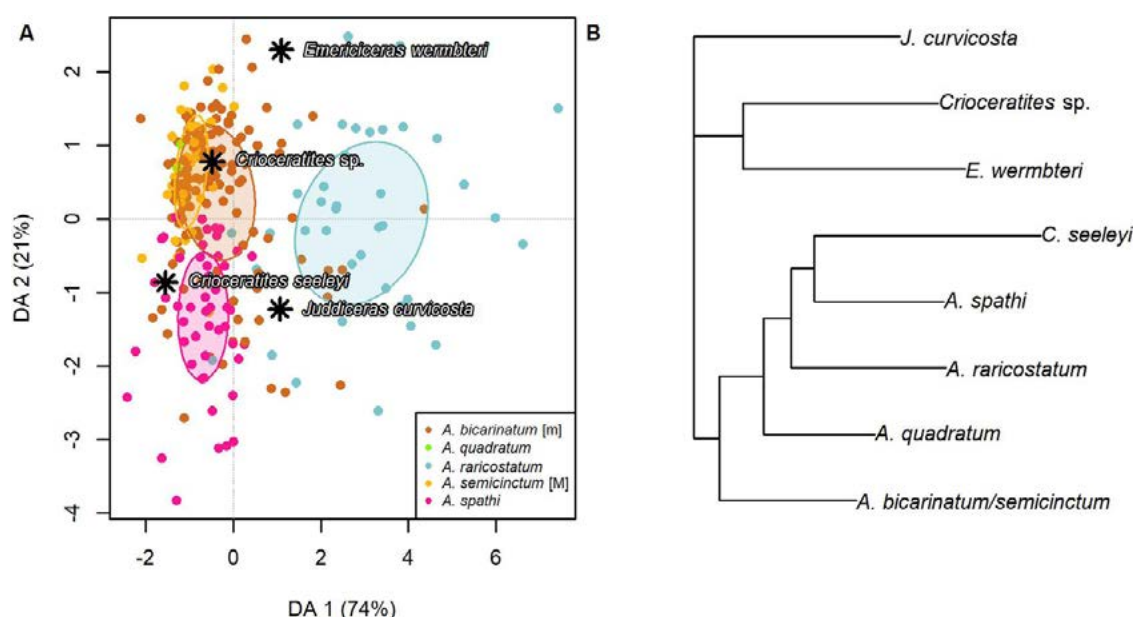 A
2
1
0
-1
-2
-3
-4
DA 2 (21%)
Emericiceras wermbteri
Crioceratites sp.
Crioceratites seeleyi
Juddiceras curvicosta
A. bicarinatum [m]
A. quadratum
A. raricostatum
A. semicinctum [M]
A. spathi
-2 0 2 4 6
DA 1 (74%)
B
J. curvicosta
Crioceratites sp.
E. wermbteri
C. seeleyi
A. spathi
A. raricostatum
A. quadratum
A. bicarinatum/semicinctum